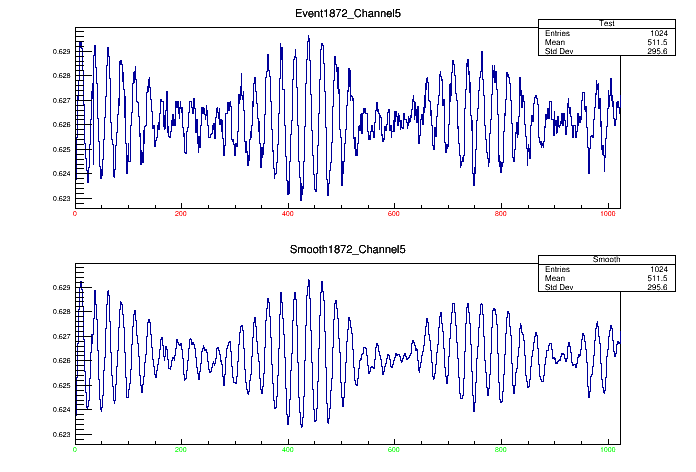 Event1872_Channel5
Test
Entries 1024
Mean 511.5
Std Dev 295.6
0.629
0.628
0.627
0.626
0.625
0.624
0.623
0 200 400 600 800 1000
Smooth1872_Channel5
Smooth
Entries 1024
Mean 511.5
Std Dev 295.6
0.629
0.628
0.627
0.626
0.625
0.624
0.623
0 200 400 600 800 1000